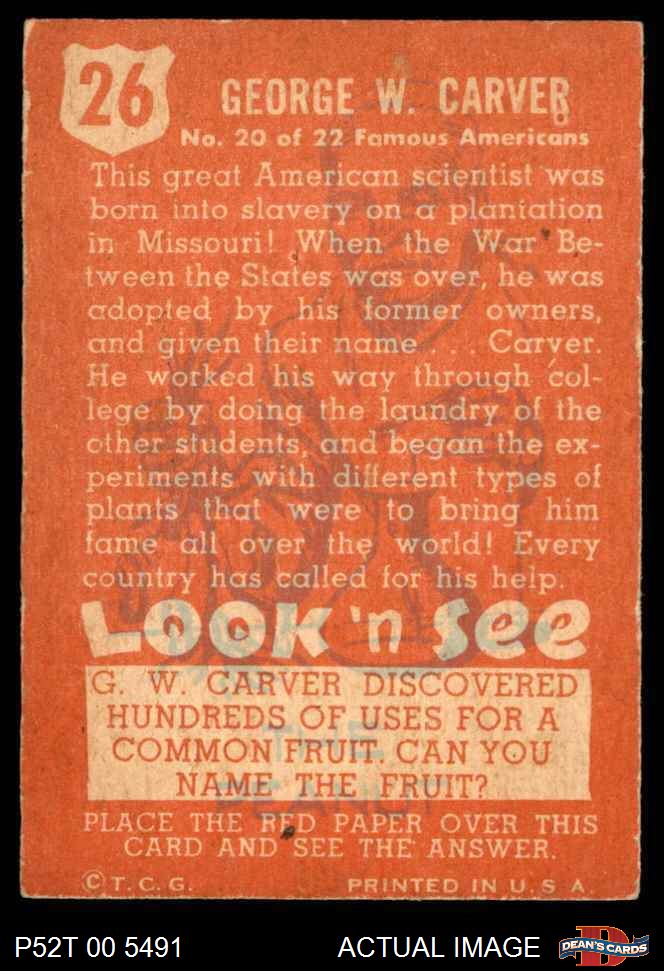 26
GEORGE W. CARVER
No. 20 of 22 Famous Americans
This great American scientist was
born into slavery on a plantation
in Missouri! When the War Be-
tween the States was over, he was
adopted by his former owners,
and given their name . . . Carver.
He worked his way through col-
lege by doing the laundry of the
other students, and began the ex-
periments with different types of
plants that were to bring him
fame all over the world! Every
country has called for his help.
LOOK 'n See
G. W. CARVER DISCOVERED
HUNDREDS OF USES FOR A
COMMON FRUIT. CAN YOU
NAME THE FRUIT?
THE
PEANUT
PLACE THE RED PAPER OVER THIS
CARD AND SEE THE ANSWER.
© T. C. G.
PRINTED IN U. S A.
P52T 00 5491
ACTUAL IMAGE
D
DEAN'S CARDS